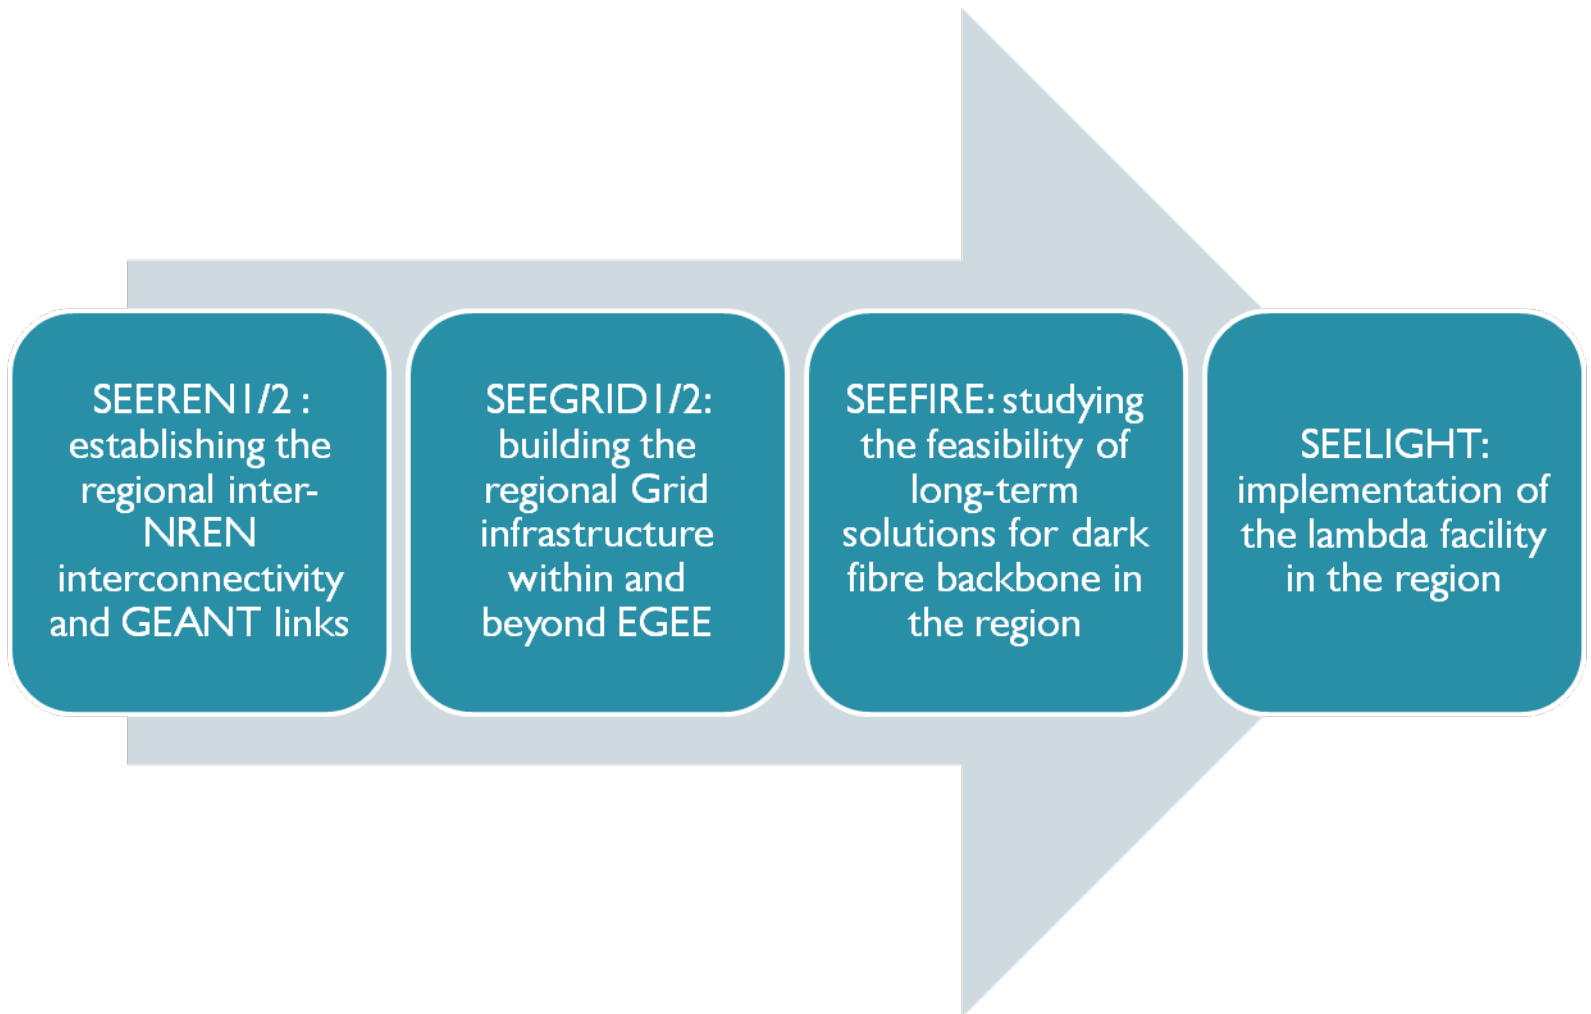 SEEREN1/2 :
establishing the
regional inter-
NREN
interconnectivity
and GEANT links
SEEGRID1/2:
building the
regional Grid
infrastructure
within and
beyond EGEE
SEEFIRE: studying
the feasibility of
long-term
solutions for dark
fibre backbone in
the region
SEELIGHT:
implementation of
the lambda facility
in the region